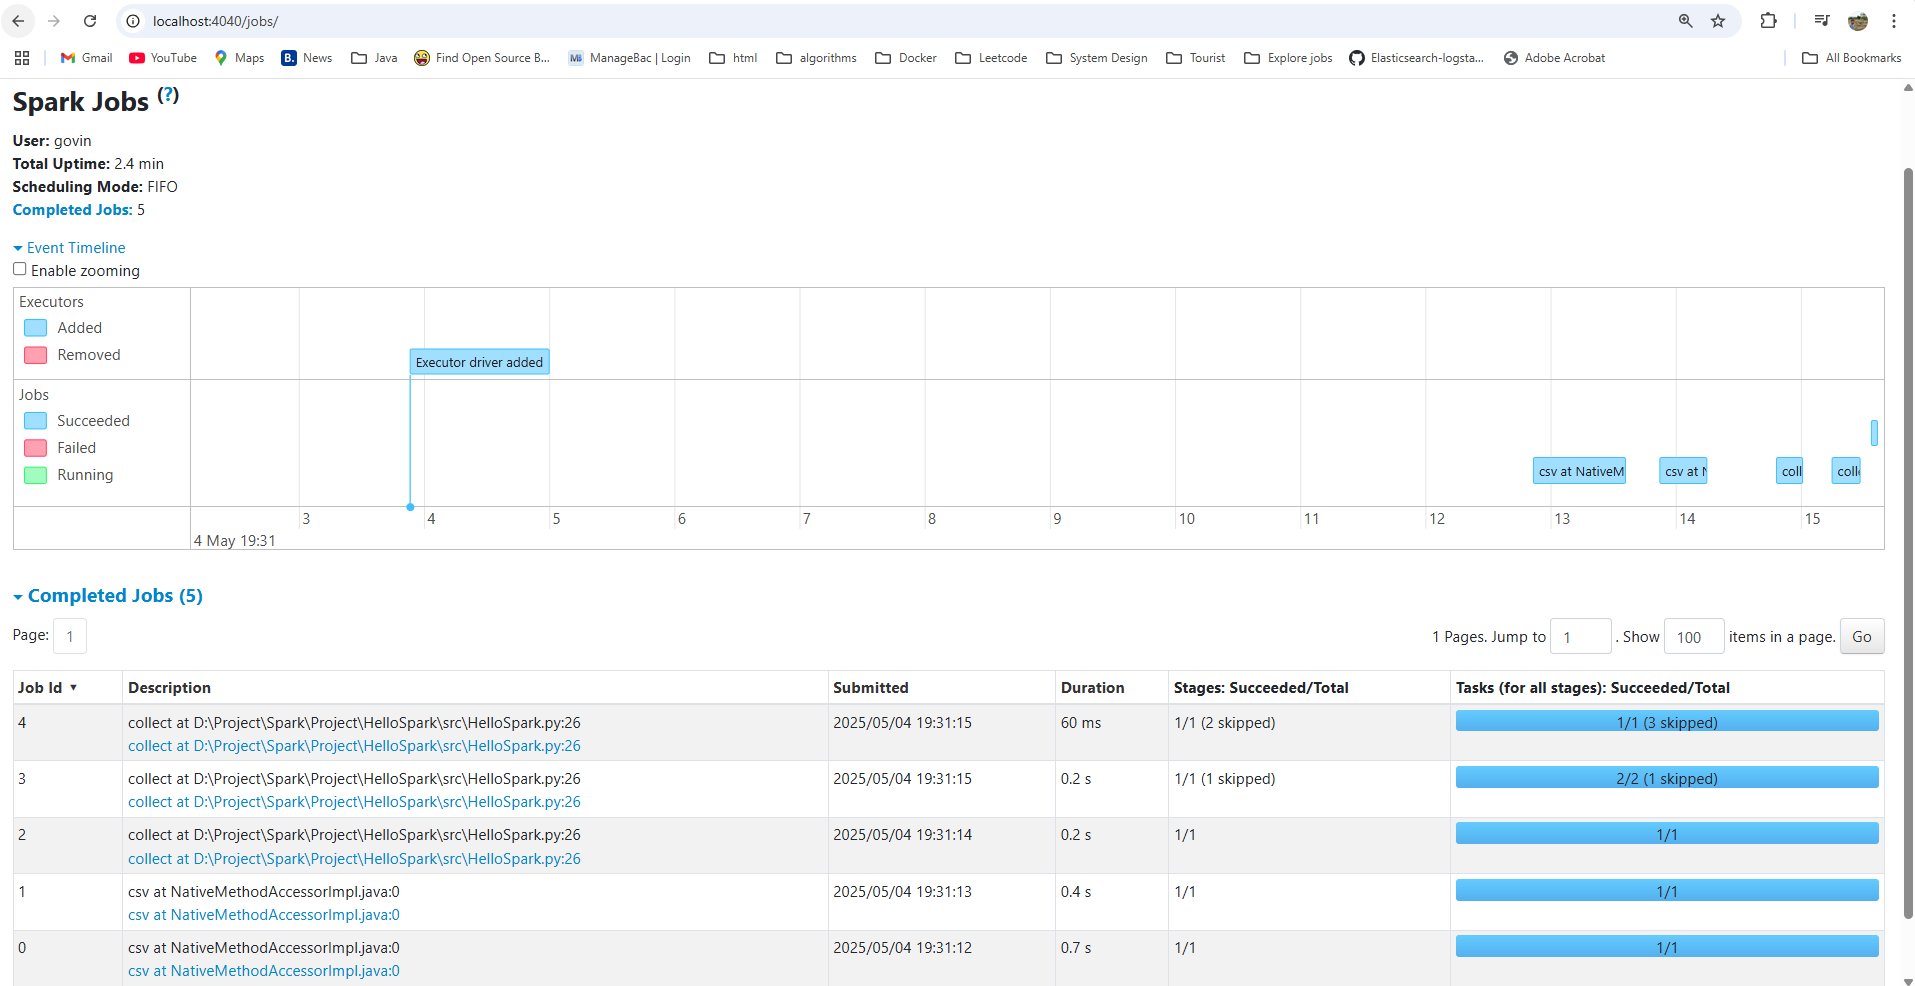 localhost:4040/jobs/
Gmail YouTube Maps B. News Java Find Open Source B... MB ManageBac | Login html algorithms Docker Leetcode System Design Tourist Explore jobs Elasticsearch-logsta... Adobe Acrobat All Bookmarks
Spark Jobs (?)
User: govin
Total Uptime: 2.4 min
Scheduling Mode: FIFO
Completed Jobs: 5
Event Timeline
Enable zooming
Executors
Added
Removed
Executor driver added
Jobs
Succeeded
Failed
Running
csv at NativeM csv at N coll coll
3 4 5 6 7 8 9 10 11 12 13 14 15
4 May 19:31
Completed Jobs (5)
Page: 1 1 Pages. Jump to 1 . Show 100 items in a page. Go
Job Id ▾ Description Submitted Duration Stages: Succeeded/Total Tasks (for all stages): Succeeded/Total
4 collect at D:\Project\Spark\Project\HelloSpark\src\HelloSpark.py:26 2025/05/04 19:31:15 60 ms 1/1 (2 skipped) 1/1 (3 skipped)
collect at D:\Project\Spark\Project\HelloSpark\src\HelloSpark.py:26
3 collect at D:\Project\Spark\Project\HelloSpark\src\HelloSpark.py:26 2025/05/04 19:31:15 0.2 s 1/1 (1 skipped) 2/2 (1 skipped)
collect at D:\Project\Spark\Project\HelloSpark\src\HelloSpark.py:26
2 collect at D:\Project\Spark\Project\HelloSpark\src\HelloSpark.py:26 2025/05/04 19:31:14 0.2 s 1/1 1/1
collect at D:\Project\Spark\Project\HelloSpark\src\HelloSpark.py:26
1 csv at NativeMethodAccessorImpl.java:0 2025/05/04 19:31:13 0.4 s 1/1 1/1
csv at NativeMethodAccessorImpl.java:0
0 csv at NativeMethodAccessorImpl.java:0 2025/05/04 19:31:12 0.7 s 1/1 1/1
csv at NativeMethodAccessorImpl.java:0